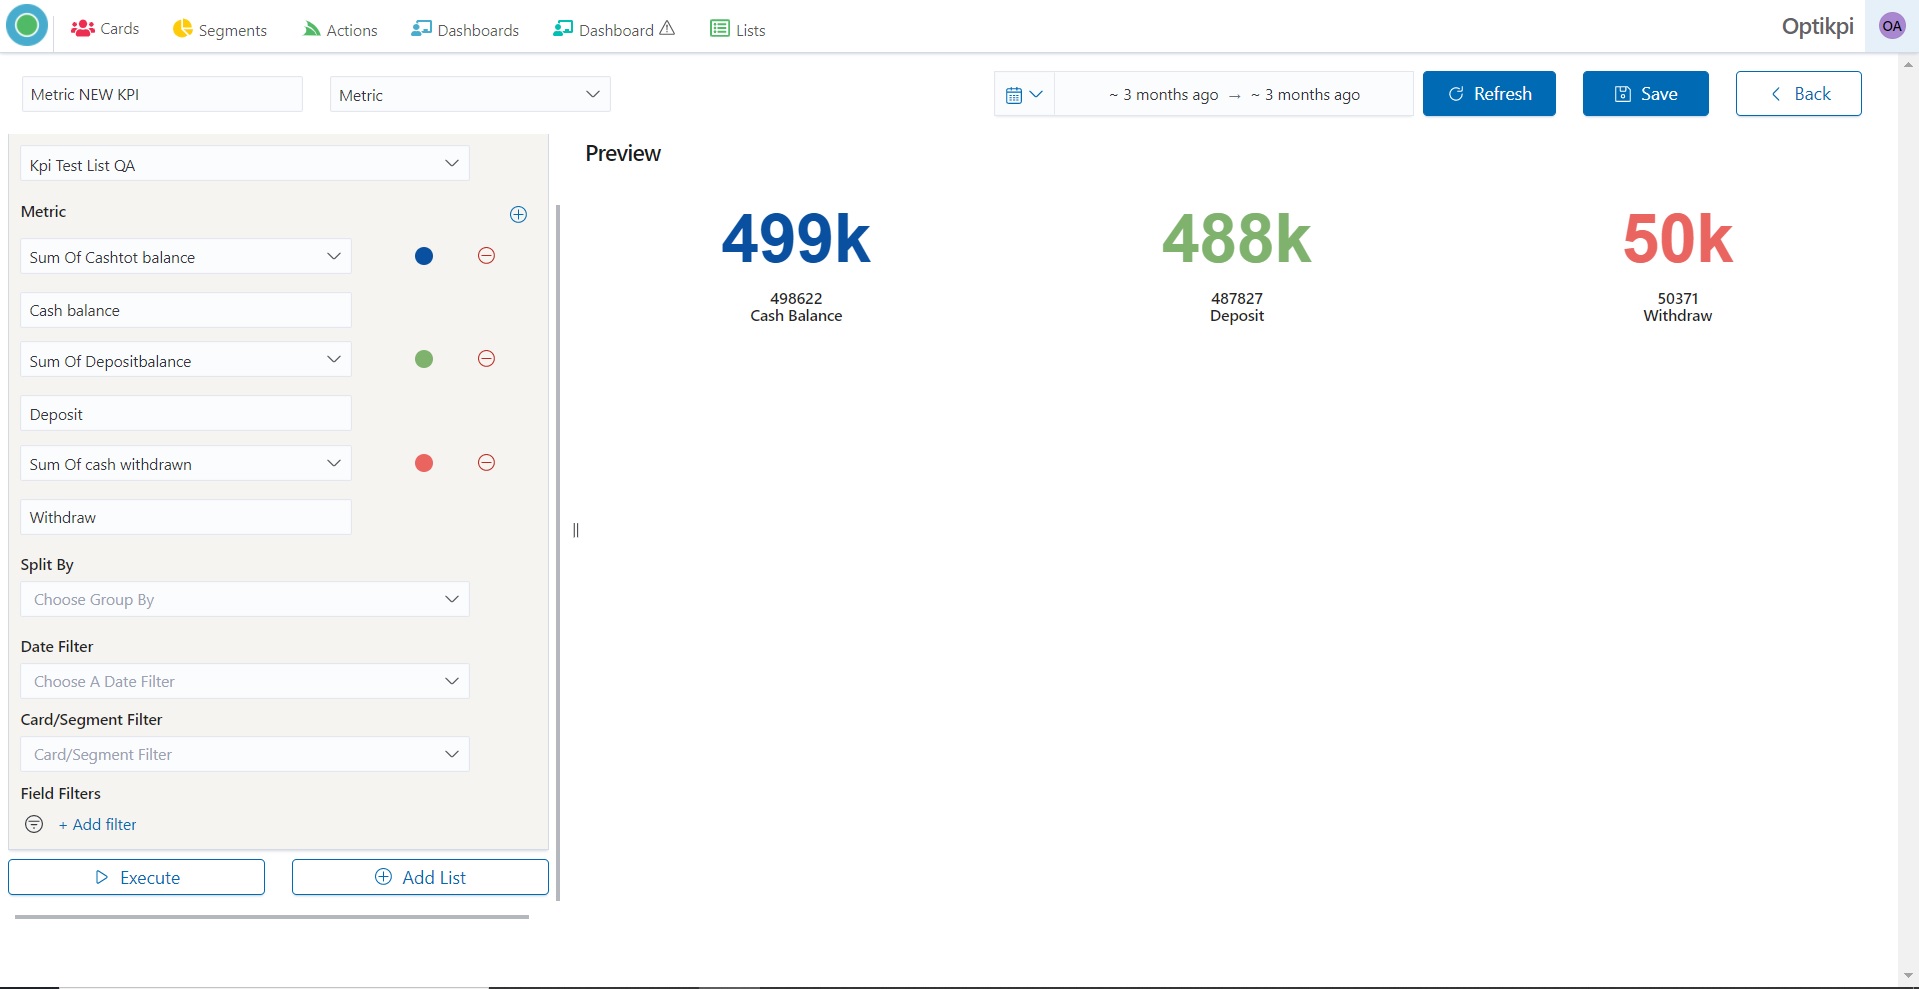 Cards
Segments
Actions
Dashboards
Dashboard
Lists
Optikpi
OA
Metric NEW KPI
Metric
~ 3 months ago → ~ 3 months ago
Refresh
Save
Back
Kpi Test List QA
Metric
Sum Of Cashtot balance
Cash balance
Sum Of Depositbalance
Deposit
Sum Of cash withdrawn
Withdraw
Split By
Choose Group By
Date Filter
Choose A Date Filter
Card/Segment Filter
Card/Segment Filter
Field Filters
+ Add filter
Execute
Add List
Preview
499k
498622
Cash Balance
488k
487827
Deposit
50k
50371
Withdraw